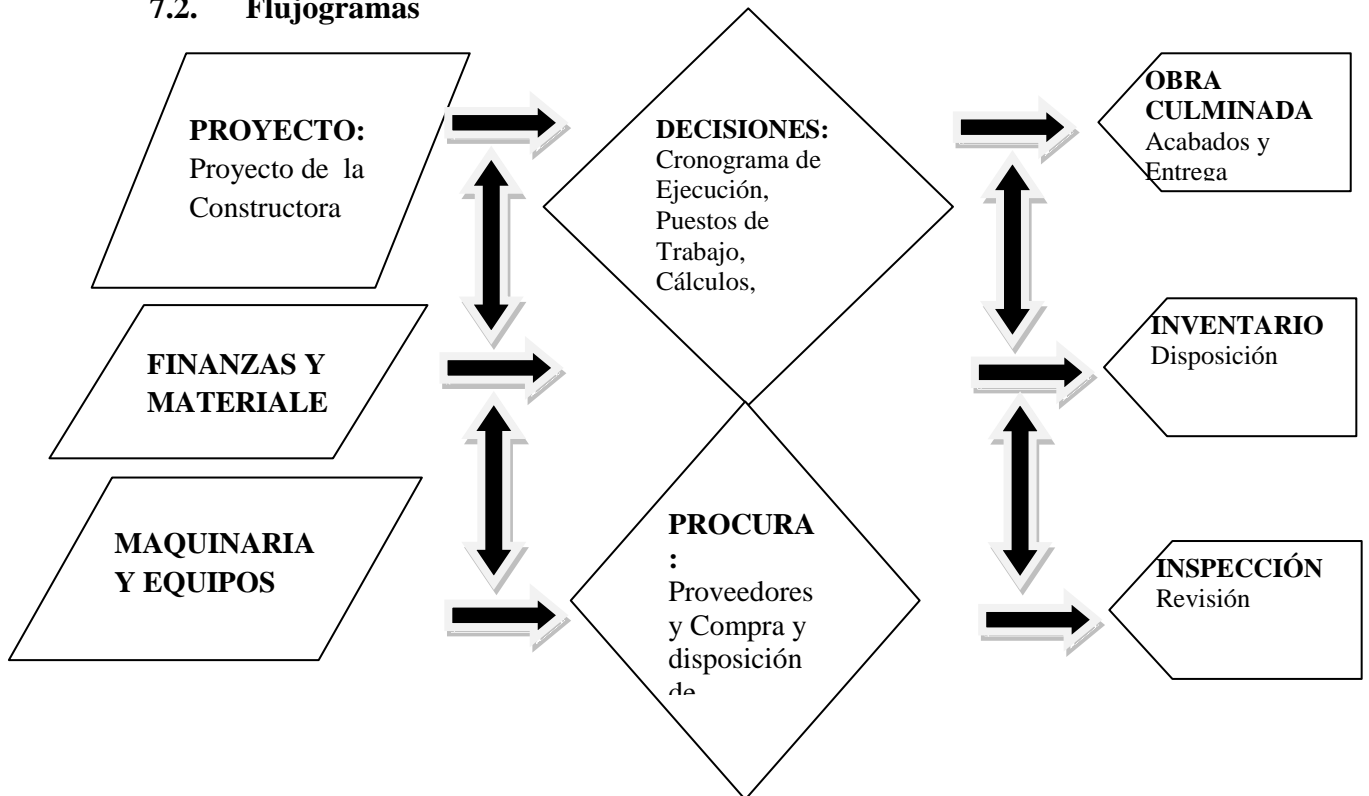 7.2. Flujogramas
PROYECTO:
Proyecto de la
Constructora
FINANZAS Y
MATERIALE
MAQUINARIA
Y EQUIPOS
DECISIONES:
Cronograma de
Ejecución,
Puestos de
Trabajo,
Cálculos,
PROCURA
:
Proveedores
y Compra y
disposición
de
OBRA
CULMINADA
Acabados y
Entrega
INVENTARIO
Disposición
INSPECCIÓN
Revisión